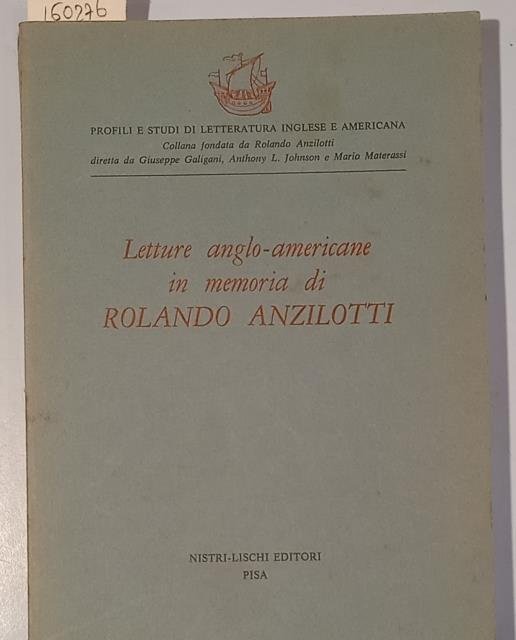 160276
PROFILI E STUDI DI LETTERATURA INGLESE E AMERICANA
Collana fondata da Rolando Anzilotti
diretta da Giuseppe Galigani, Anthony L. Johnson e Mario Materassi
Letture anglo-americane
in memoria di
ROLANDO ANZILOTTI
NISTRI-LISCHI EDITORI
PISA